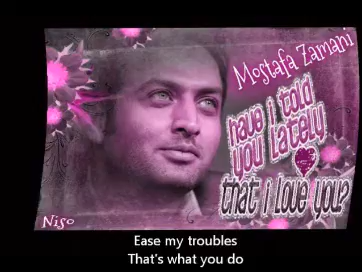 Mostafa Zamani
have i told
you lately
that i love you?
Niso
Ease my troubles
That's what you do